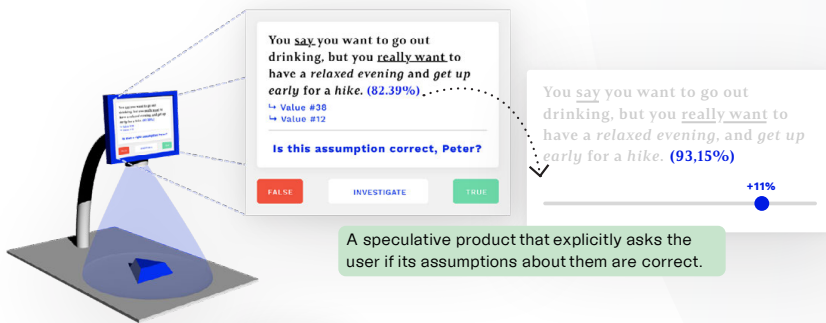 You say you want to go out
drinking, but you really want to
have a relaxed evening and get up
early for a hike. (82.39%)
↳ Value #38
↳ Value #12
Is this assumption correct, Peter?
FALSE
INVESTIGATE
TRUE
You say you want to go out
drinking, but you really want to
have a relaxed evening, and get up
early for a hike. (93,15%)
+11%
A speculative product that explicitly asks the
user if its assumptions about them are correct.